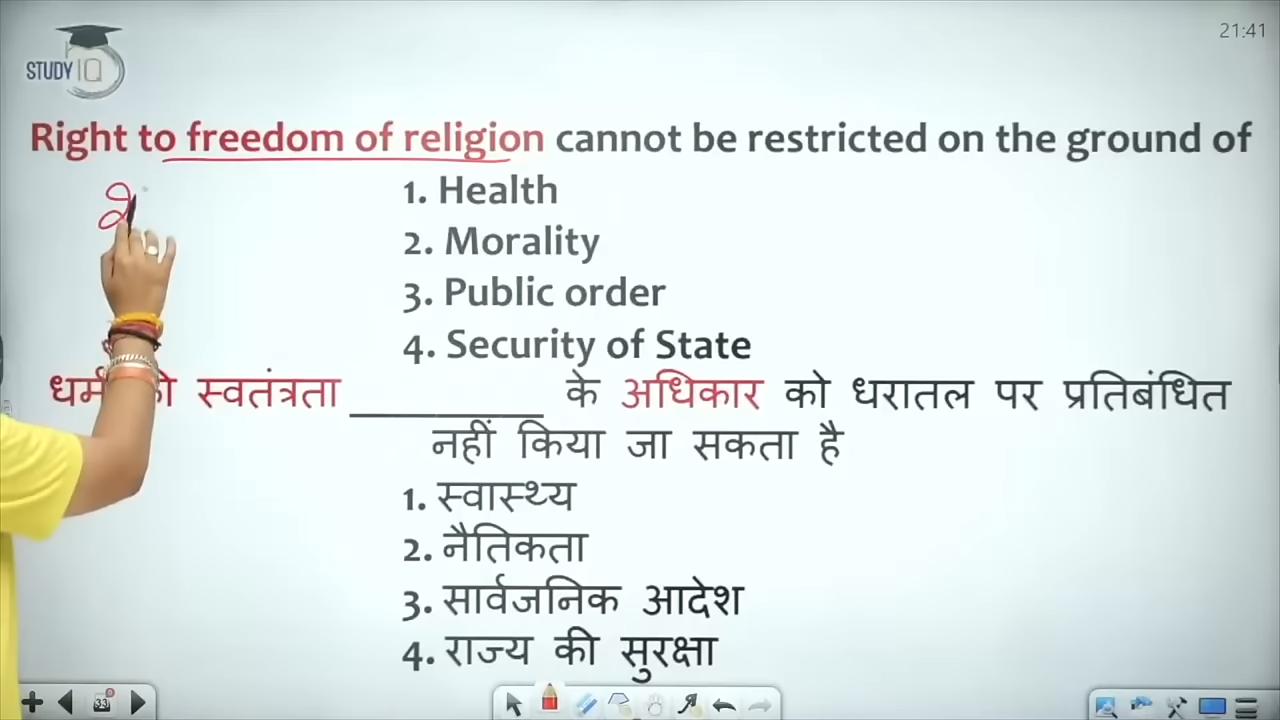 21:41
STUDY IQ
Right to freedom of religion cannot be restricted on the ground of
1. Health
2. Morality
3. Public order
4. Security of State
स्वतंत्रता __________ के अधिकार को धरातल पर प्रतिबंधित
नहीं किया जा सकता है
1. स्वास्थ्य
2. नैतिकता
3. सार्वजनिक आदेश
4. राज्य की सुरक्षा
33